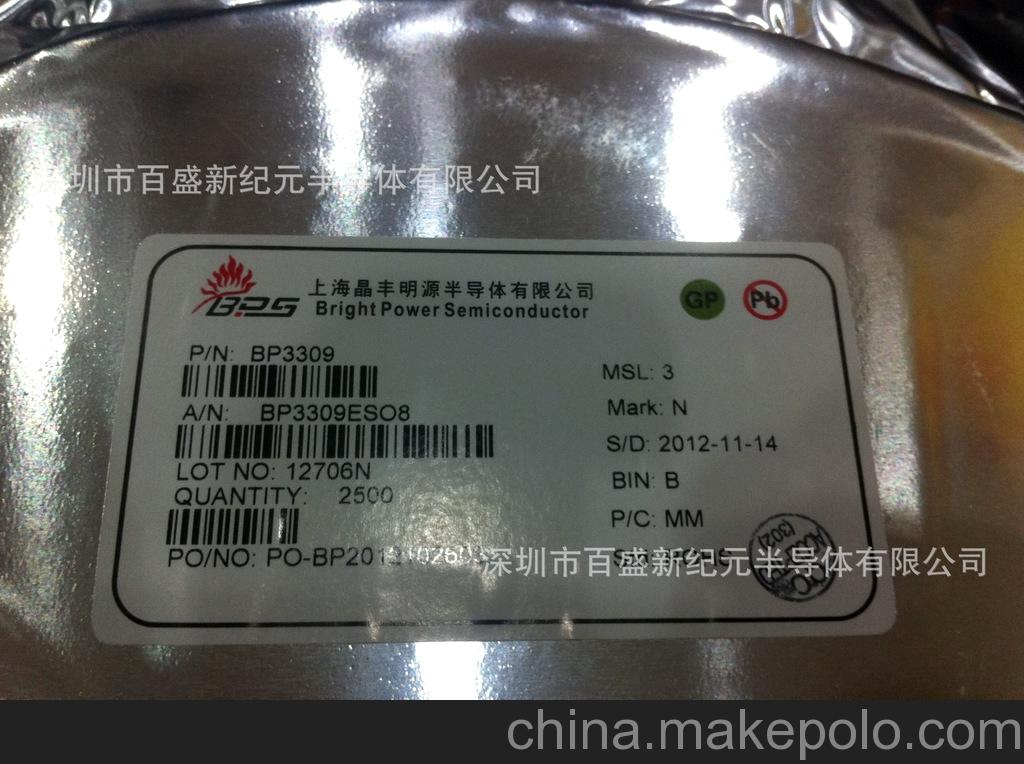 深圳市百盛新纪元半导体有限公司
BPS
上海晶丰明源半导体有限公司
Bright Power Semiconductor
GP
Pb
P/N: BP3309
A/N: BP3309ESO8
LOT NO: 12706N
QUANTITY: 2500
PO/NO:
MSL: 3
Mark: N
S/D: 2012-11-14
BIN: B
P/C: MM
深圳市百盛新纪元半导体有限公司
china.makepolo.com